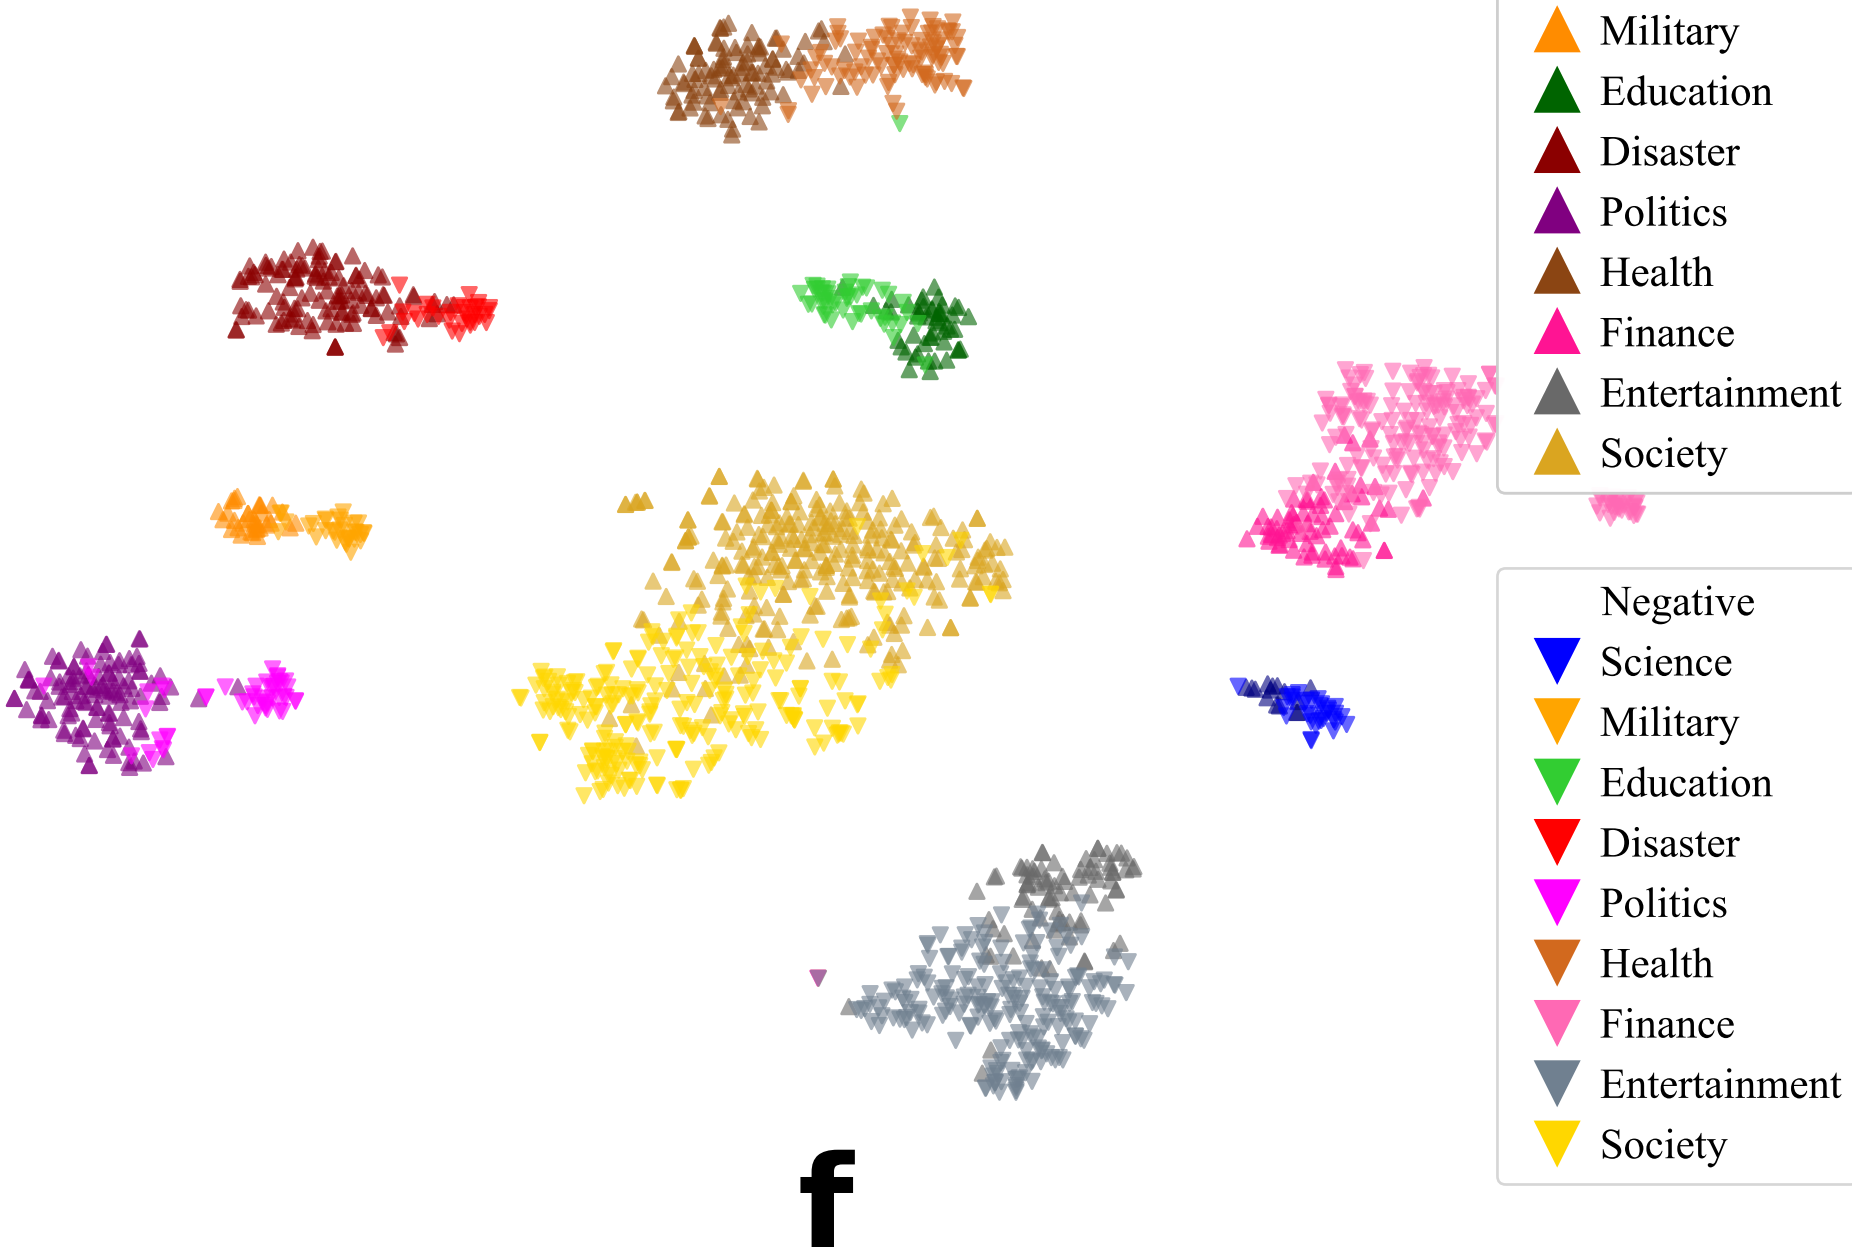 Military
Education
Disaster
Politics
Health
Finance
Entertainment
Society
Negative
Science
Military
Education
Disaster
Politics
Health
Finance
Entertainment
Society
f